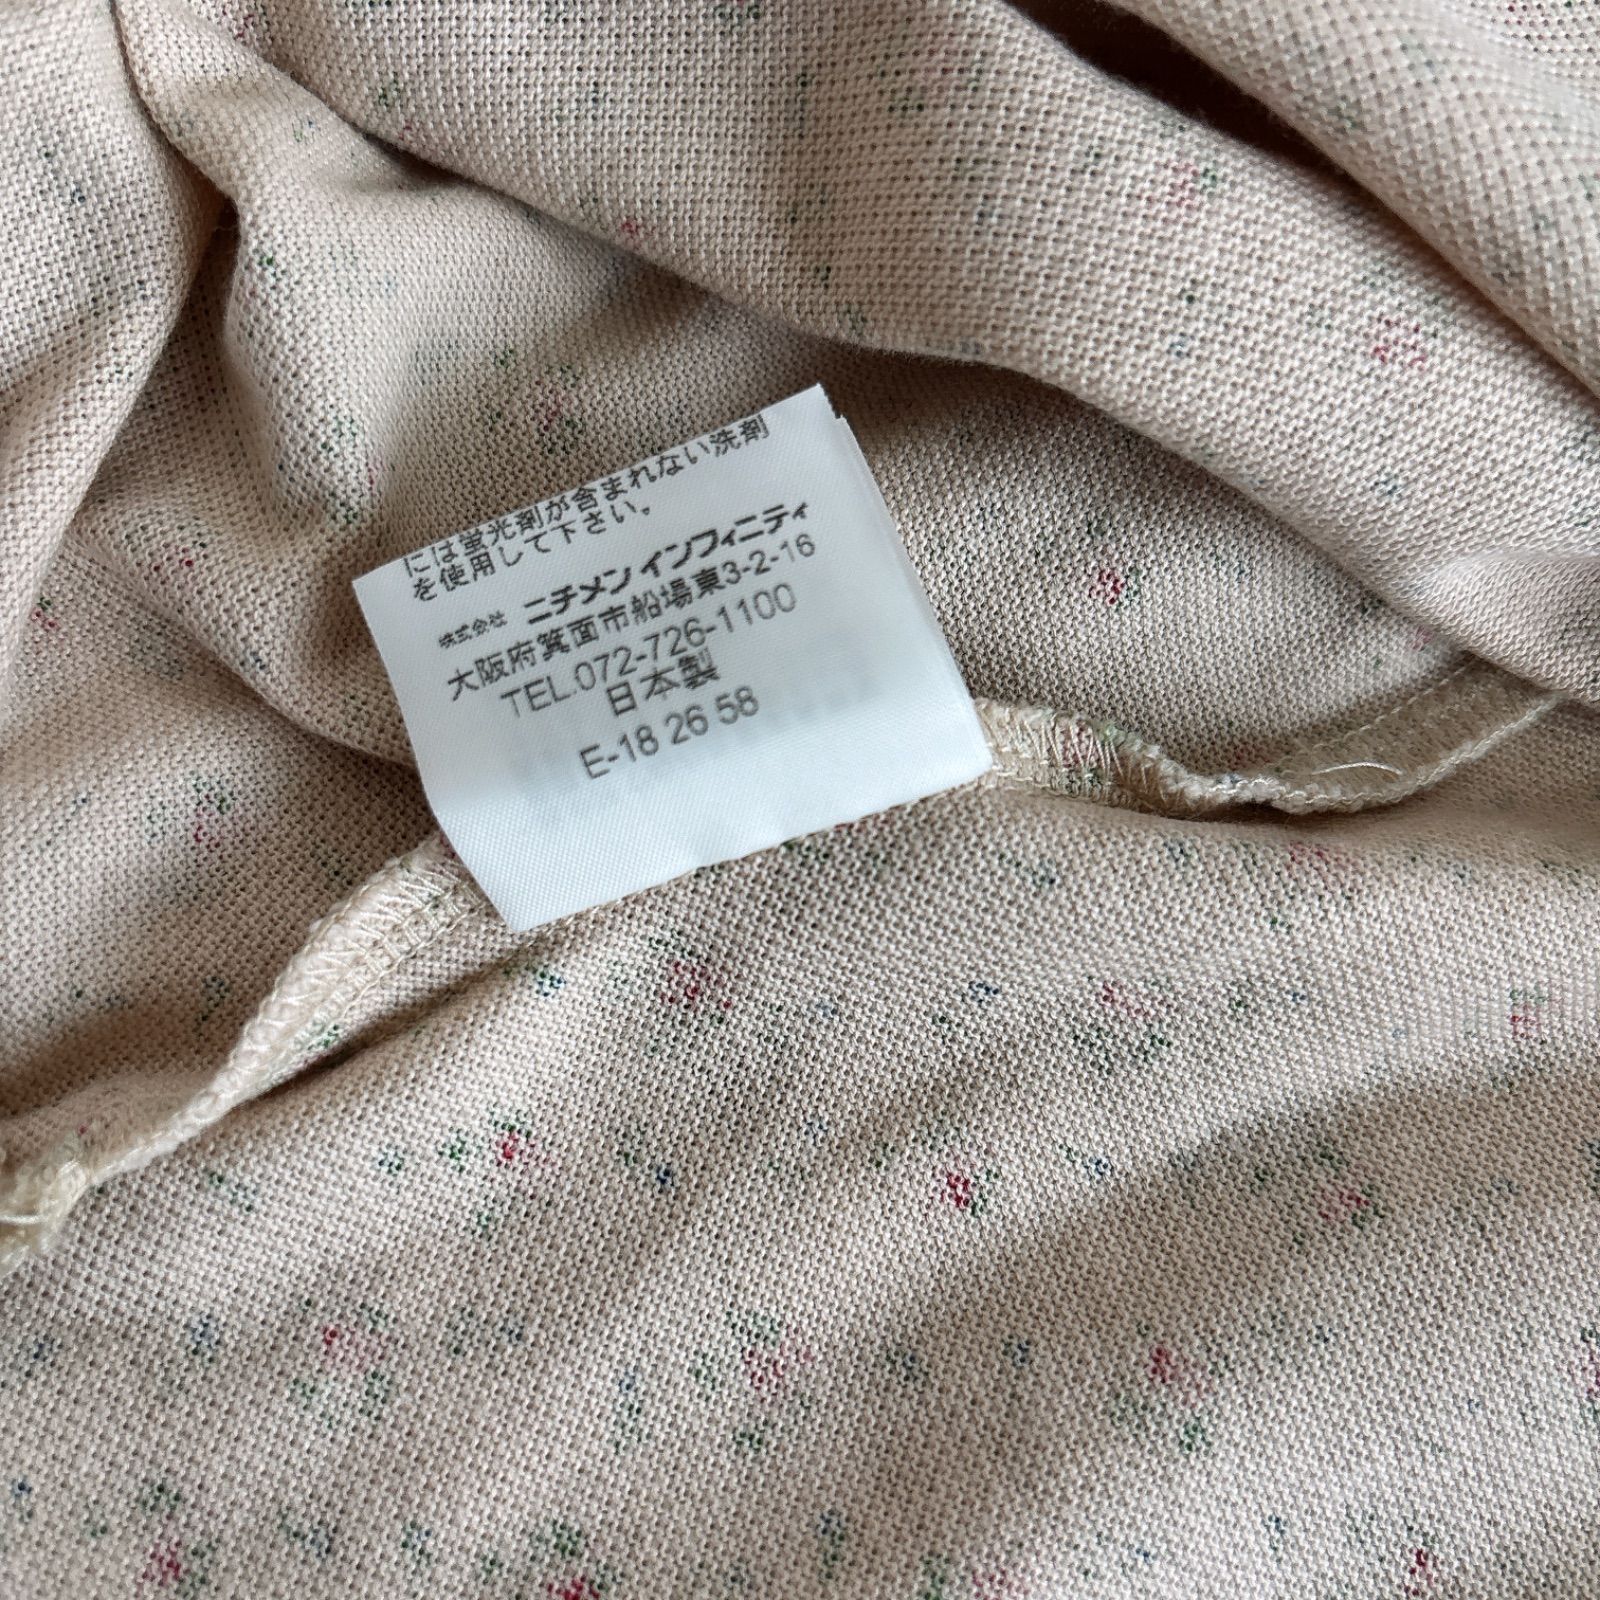 には蛍光剤が含まれない洗剤
を使用して下さい。
株式会社 ニチメン インフィニティ
大阪府箕面市船場東3-2-16
TEL.072-726-1100
日本製
E-18 26 58